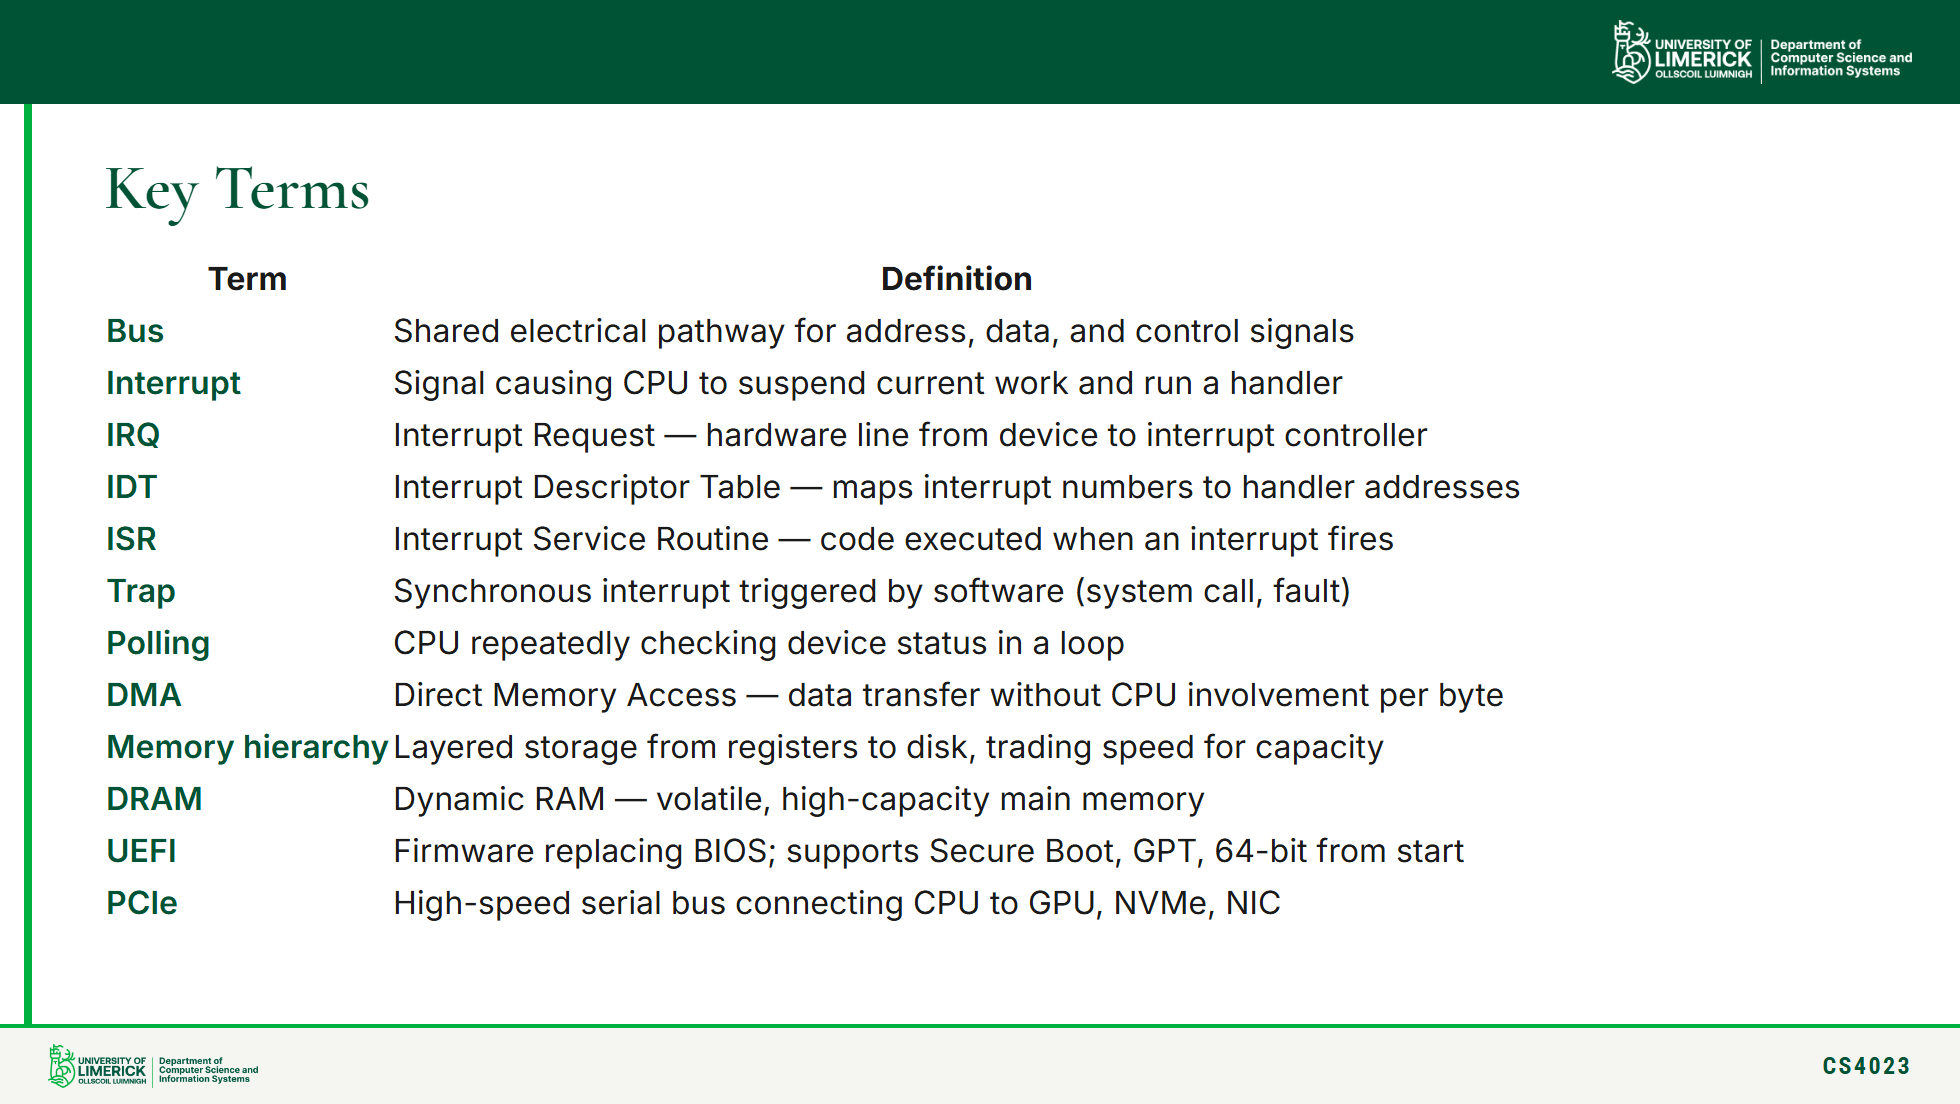 UNIVERSITY OF
LIMERICK
OLLSCOIL LUIMNIGH
Department of
Computer Science and
Information Systems
Key Terms
Term Definition
Bus Shared electrical pathway for address, data, and control signals
Interrupt Signal causing CPU to suspend current work and run a handler
IRQ Interrupt Request — hardware line from device to interrupt controller
IDT Interrupt Descriptor Table — maps interrupt numbers to handler addresses
ISR Interrupt Service Routine — code executed when an interrupt fires
Trap Synchronous interrupt triggered by software (system call, fault)
Polling CPU repeatedly checking device status in a loop
DMA Direct Memory Access — data transfer without CPU involvement per byte
Memory hierarchy Layered storage from registers to disk, trading speed for capacity
DRAM Dynamic RAM — volatile, high-capacity main memory
UEFI Firmware replacing BIOS; supports Secure Boot, GPT, 64-bit from start
PCIe High-speed serial bus connecting CPU to GPU, NVMe, NIC
UNIVERSITY OF
LIMERICK
OLLSCOIL LUIMNIGH
Department of
Computer Science and
Information Systems
CS4023